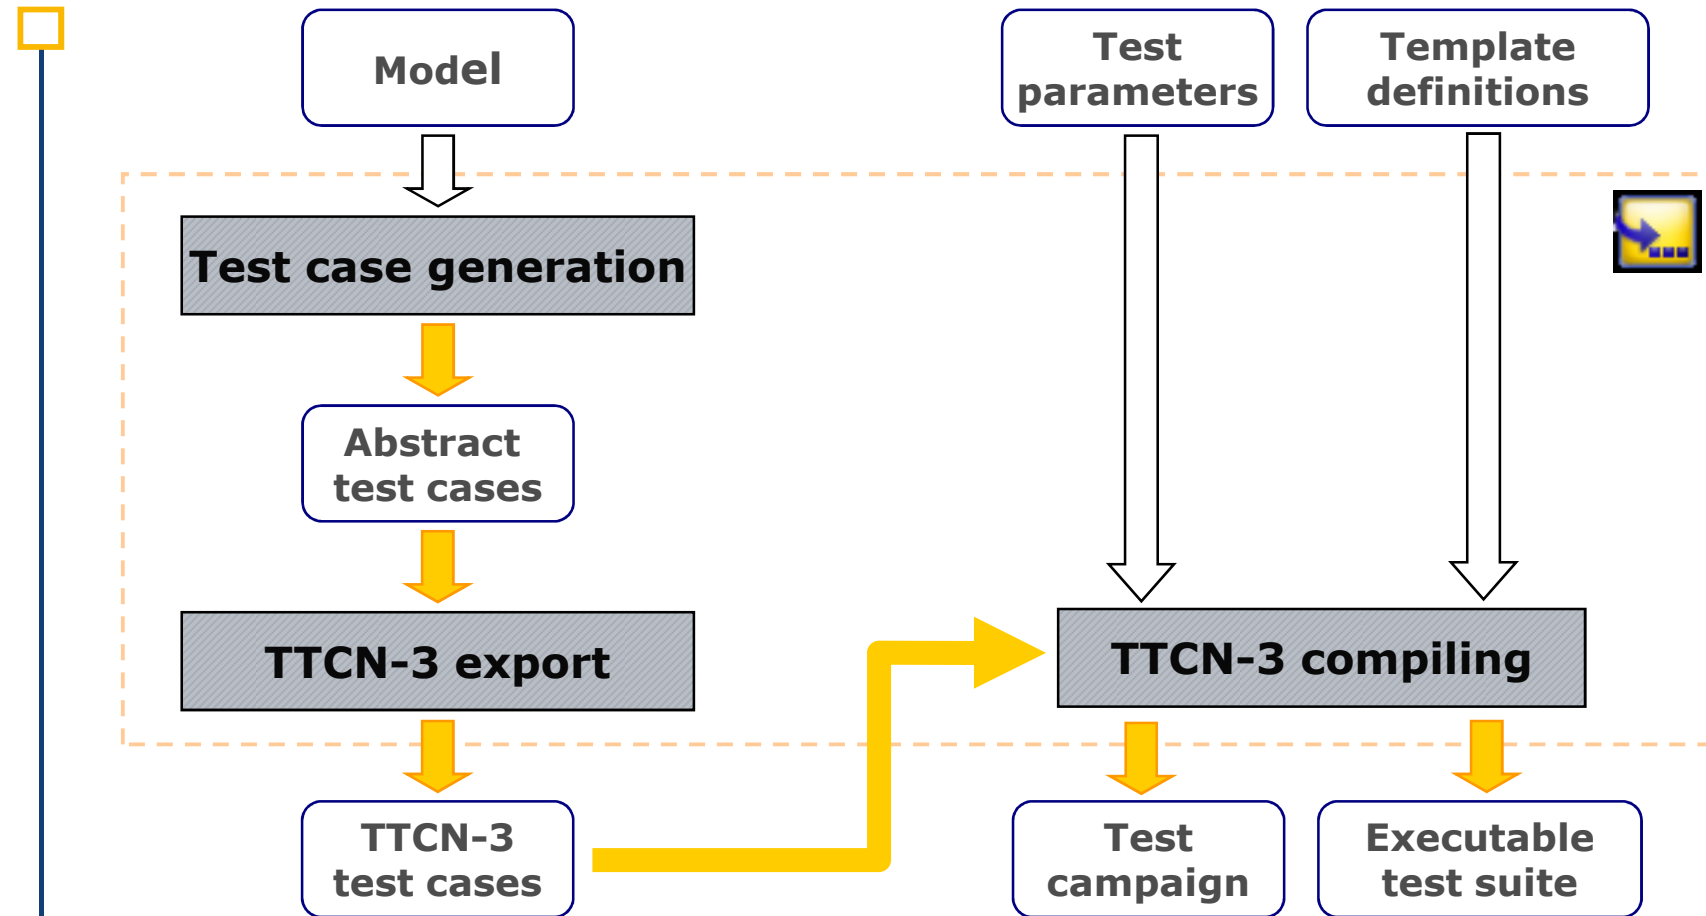 Model
Test
parameters
Template
definitions
Test case generation
Abstract
test cases
TTCN-3 export
TTCN-3 compiling
TTCN-3
test cases
Test
campaign
Executable
test suite